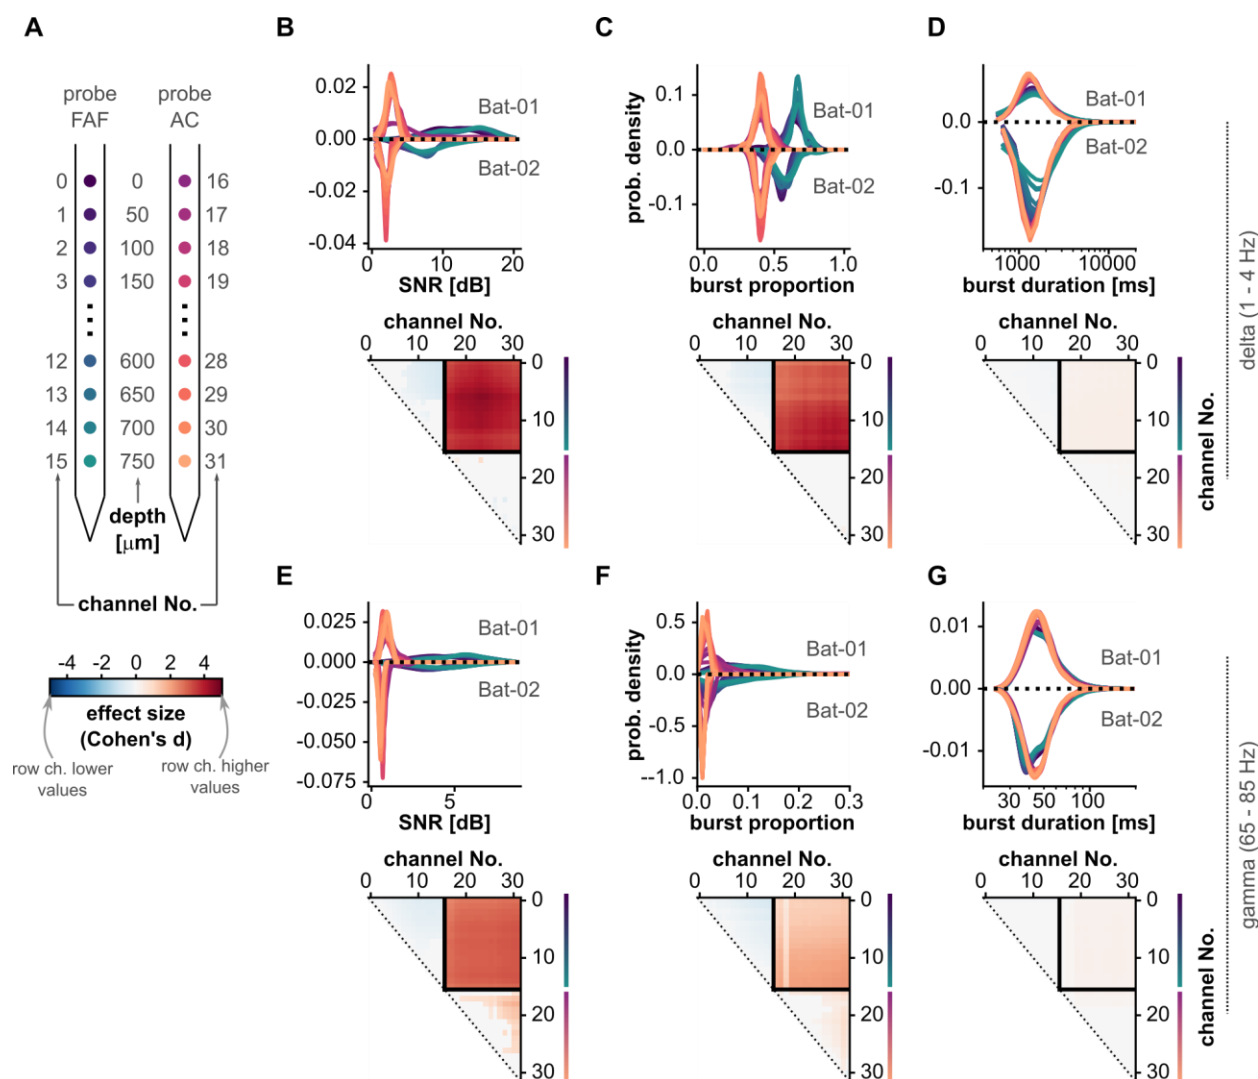 A
probe
FAF
probe
AC
0 0 16
1 50 17
2 100 18
3 150 19
12 600 28
13 650 29
14 700 30
15 750 31
depth
[μm]
channel No.
-4 -2 0 2 4
effect size
(Cohen's d)
row ch. lower
values
row ch. higher
values
B
0.02
0.00
-0.02
-0.04
Bat-01
Bat-02
0 10 20
SNR [dB]
channel No.
0 10 20 30
0
10
20
30
C
prob. density
0.1
0.0
-0.1
Bat-01
Bat-02
0.0 0.5 1.0
burst proportion
channel No.
0 10 20 30
0
10
20
30
D
0.0
-0.1
Bat-01
Bat-02
1000 10000
burst duration [ms]
channel No.
0 10 20 30
0
10
20
30
channel No.
delta (1 - 4 Hz)
E
0.025
0.000
-0.025
-0.050
-0.075
Bat-01
Bat-02
0 5
SNR [dB]
channel No.
0 10 20 30
0
10
20
30
F
prob. density
0.5
0.0
-0.5
--1.0
Bat-01
Bat-02
0.0 0.1 0.2 0.3
burst proportion
channel No.
0 10 20 30
0
10
20
30
G
0.01
0.00
-0.01
Bat-01
Bat-02
30 50 100
burst duration [ms]
channel No.
0 10 20 30
0
10
20
30
channel No.
gamma (65 - 85 Hz)